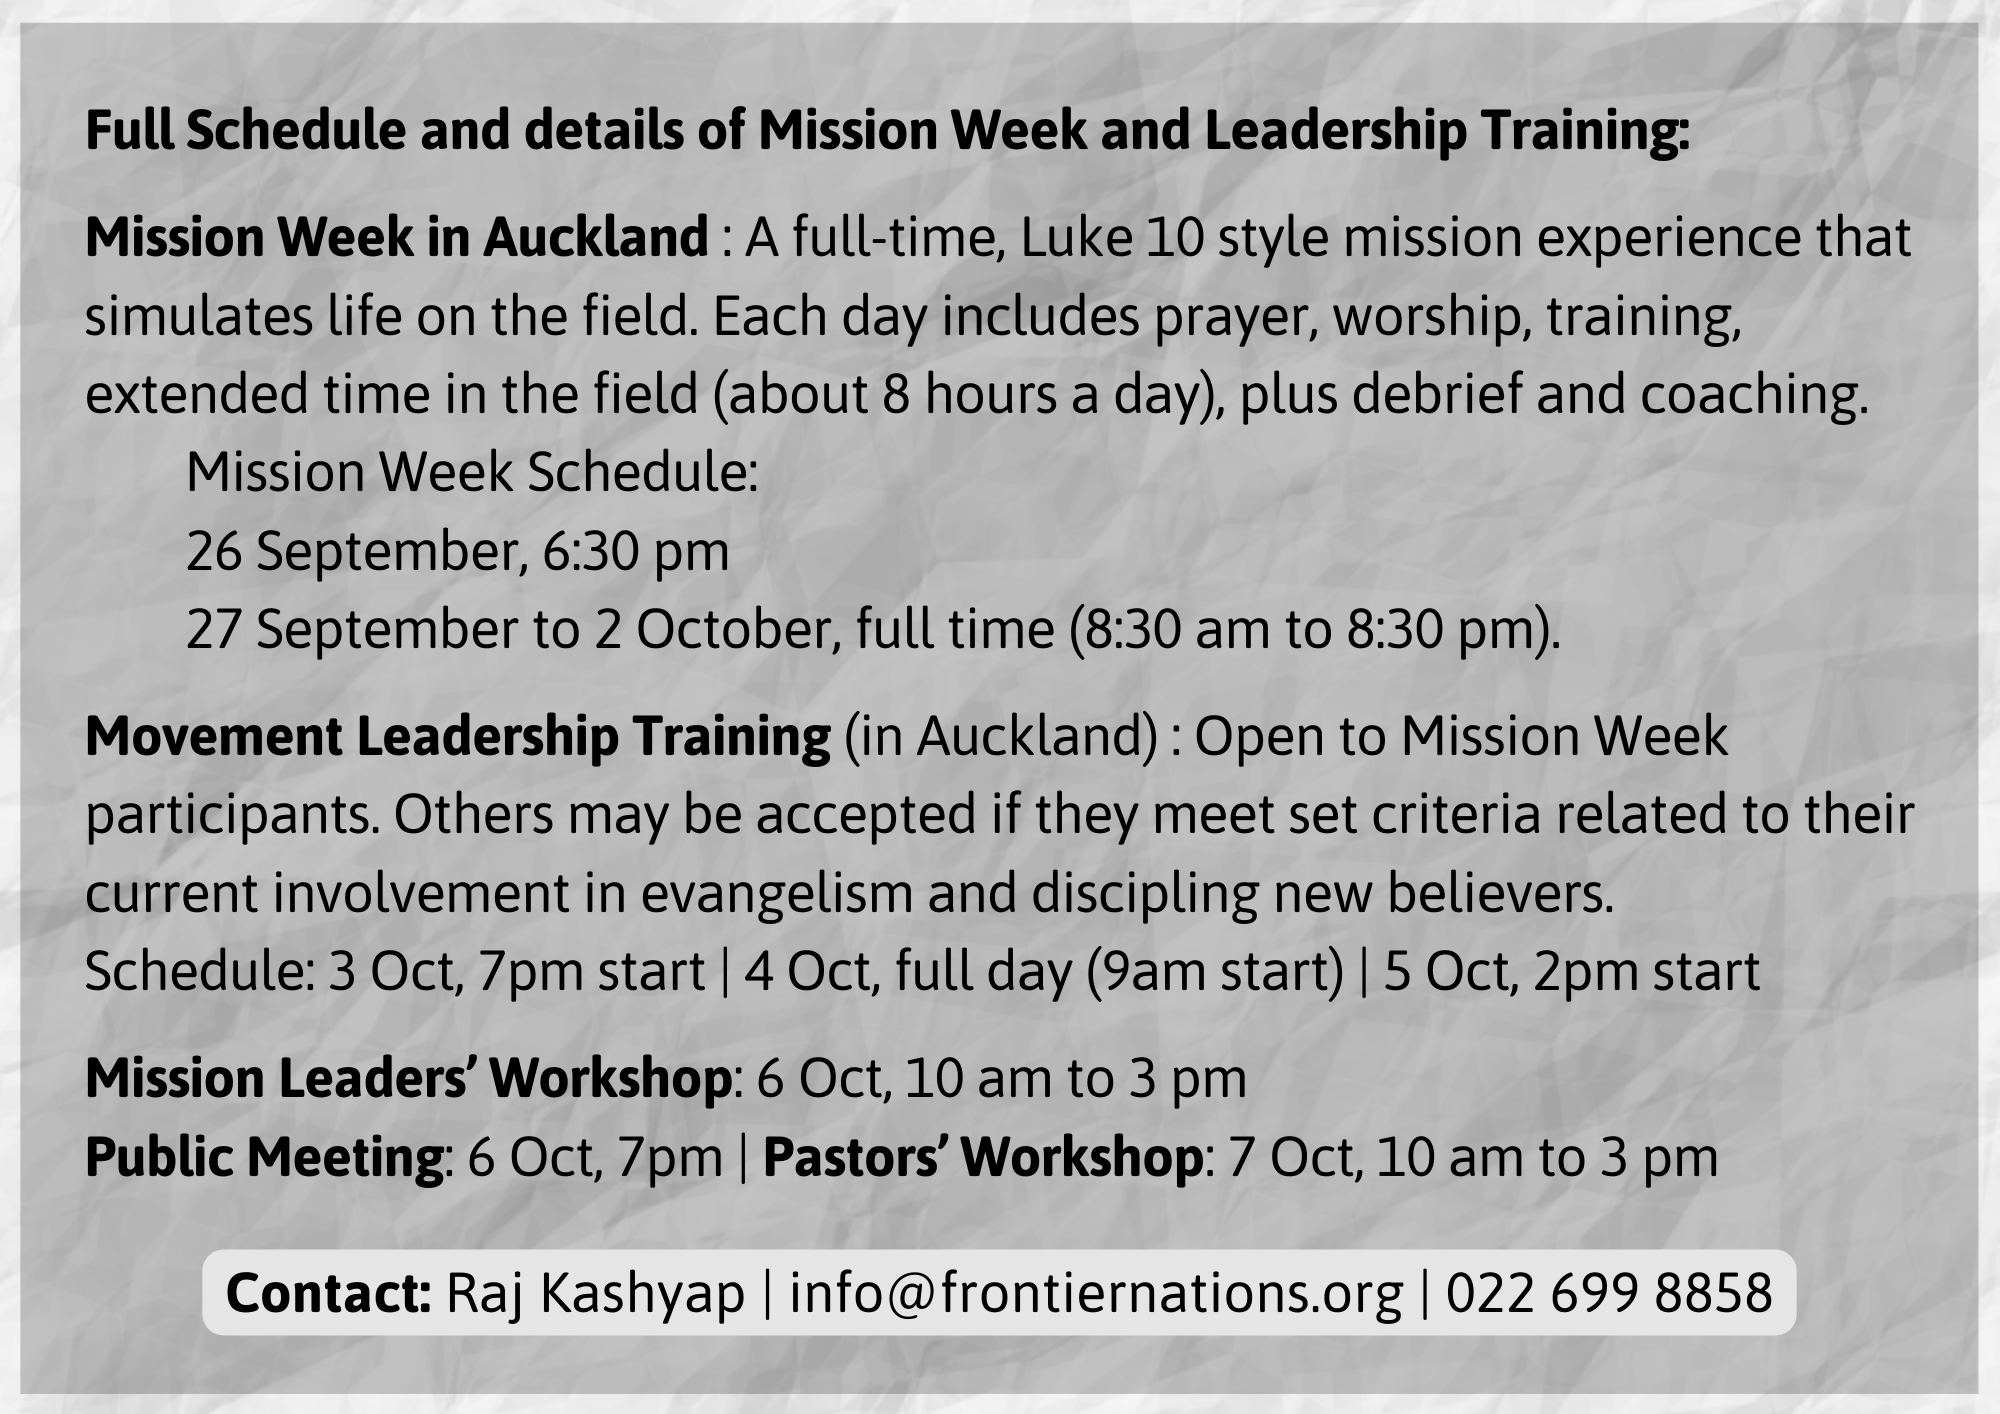 Full Schedule and details of Mission Week and Leadership Training:
Mission Week in Auckland : A full-time, Luke 10 style mission experience that
simulates life on the field. Each day includes prayer, worship, training,
extended time in the field (about 8 hours a day), plus debrief and coaching.
Mission Week Schedule:
26 September, 6:30 pm
27 September to 2 October, full time (8:30 am to 8:30 pm).
Movement Leadership Training (in Auckland) : Open to Mission Week
participants. Others may be accepted if they meet set criteria related to their
current involvement in evangelism and discipling new believers.
Schedule: 3 Oct, 7pm start | 4 Oct, full day (9am start) | 5 Oct, 2pm start
Mission Leaders’ Workshop: 6 Oct, 10 am to 3 pm
Public Meeting: 6 Oct, 7pm | Pastors’ Workshop: 7 Oct, 10 am to 3 pm
Contact: Raj Kashyap | info@frontiernations.org | 022 699 8858